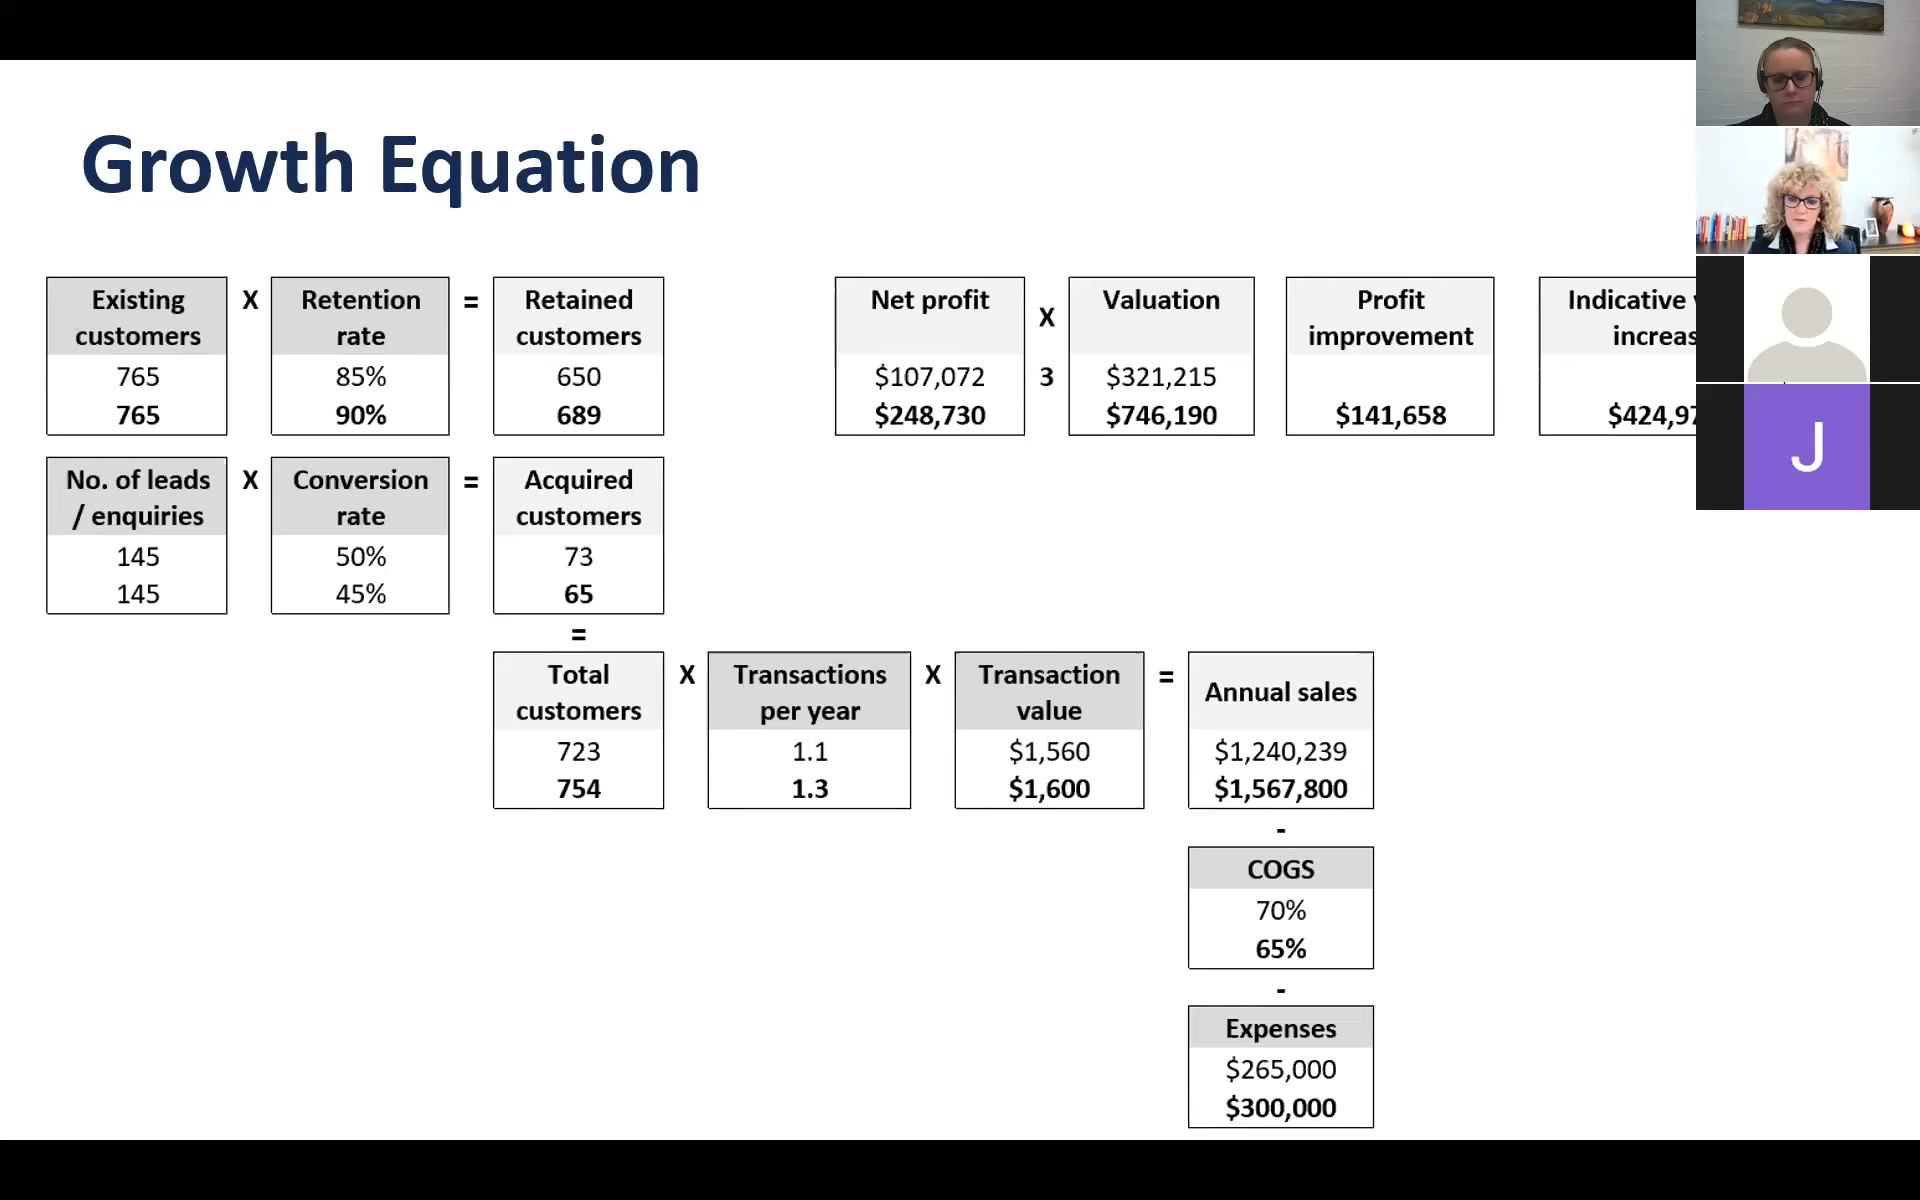 Growth Equation
Existing customers X Retention rate = Retained customers
765 85% 650
765 90% 689
Net profit X Valuation Profit improvement Indicative increas
$107,072 3 $321,215
$248,730 $746,190 $141,658 $424,97
No. of leads / enquiries X Conversion rate = Acquired customers
145 50% 73
145 45% 65
=
Total customers X Transactions per year X Transaction value = Annual sales
723 1.1 $1,560 $1,240,239
754 1.3 $1,600 $1,567,800
-
COGS
70%
65%
-
Expenses
$265,000
$300,000
J